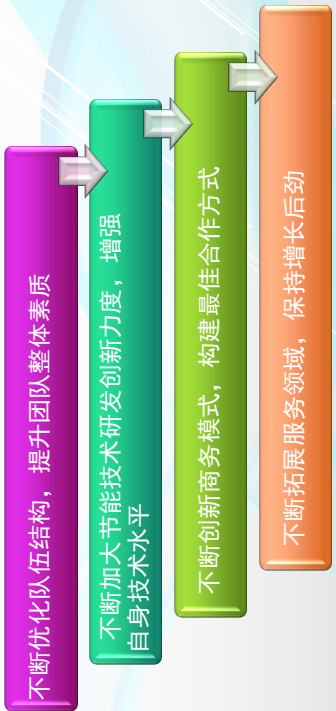 不断优化队伍结构，提升团队整体素质
不断加大节能技术研发创新力度，增强
自身技术水平
不断创新商务模式，构建最佳合作方式
不断拓展服务领域，保持增长后劲